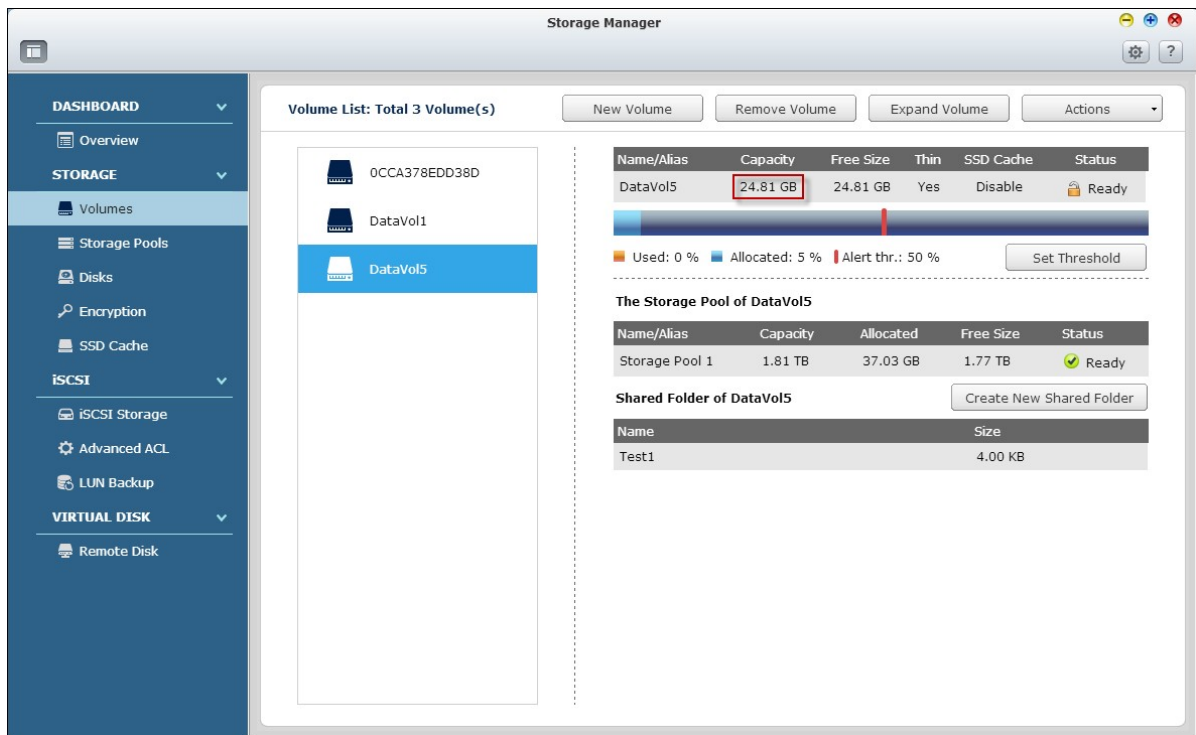 Storage Manager
?
DASHBOARD
Overview
STORAGE
Volumes
Storage Pools
Disks
Encryption
SSD Cache
iSCSI
iSCSI Storage
Advanced ACL
LUN Backup
VIRTUAL DISK
Remote Disk
Volume List: Total 3 Volume(s) New Volume Remove Volume Expand Volume Actions
0CCA378EDD38D
DataVol1
DataVol5
Name/Alias Capacity Free Size Thin SSD Cache Status
DataVol5 24.81 GB 24.81 GB Yes Disable Ready
Used: 0 % Allocated: 5 % Alert thr.: 50 % Set Threshold
The Storage Pool of DataVol5
Name/Alias Capacity Allocated Free Size Status
Storage Pool 1 1.81 TB 37.03 GB 1.77 TB Ready
Shared Folder of DataVol5 Create New Shared Folder
Name Size
Test1 4.00 KB